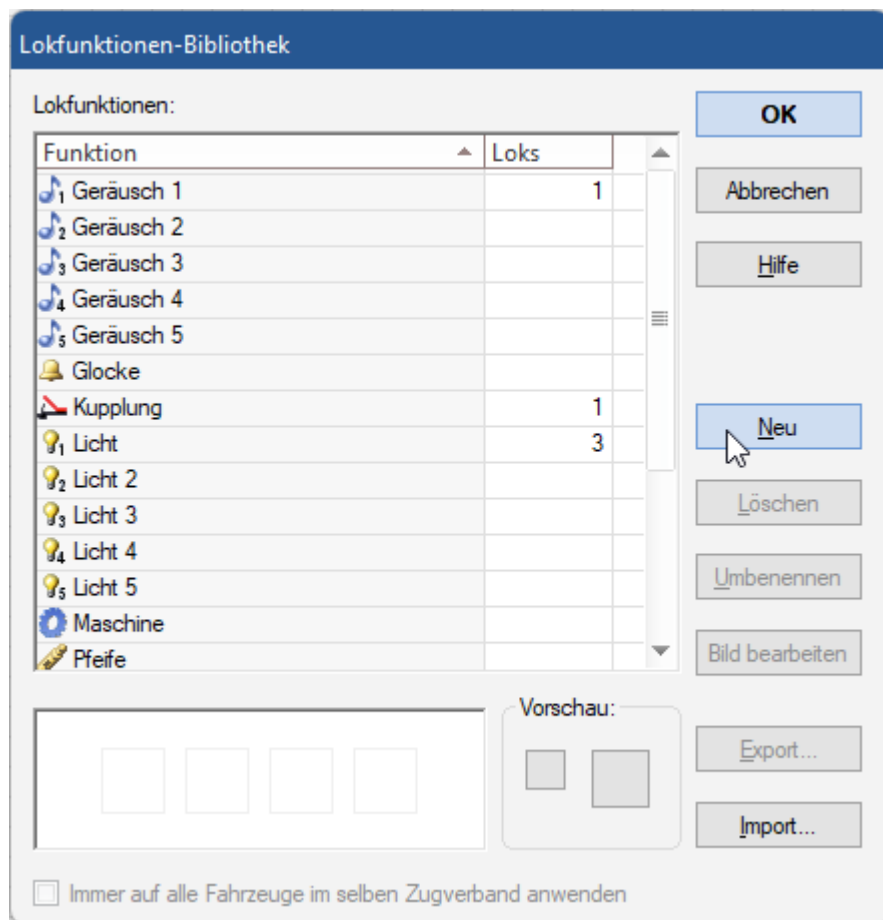 Lokfunktionen-Bibliothek
Lokfunktionen:
OK
Funktion Loks
Geräusch 1 1
Abbrechen
Geräusch 2
Geräusch 3
Hilfe
Geräusch 4
Geräusch 5
Glocke
Kupplung 1
Neu
Licht 3
Licht 2
Löschen
Licht 3
Licht 4
Umbenennen
Licht 5
Maschine
Pfeife
Bild bearbeiten
Vorschau:
Export...
Import...
Immer auf alle Fahrzeuge im selben Zugverband anwenden